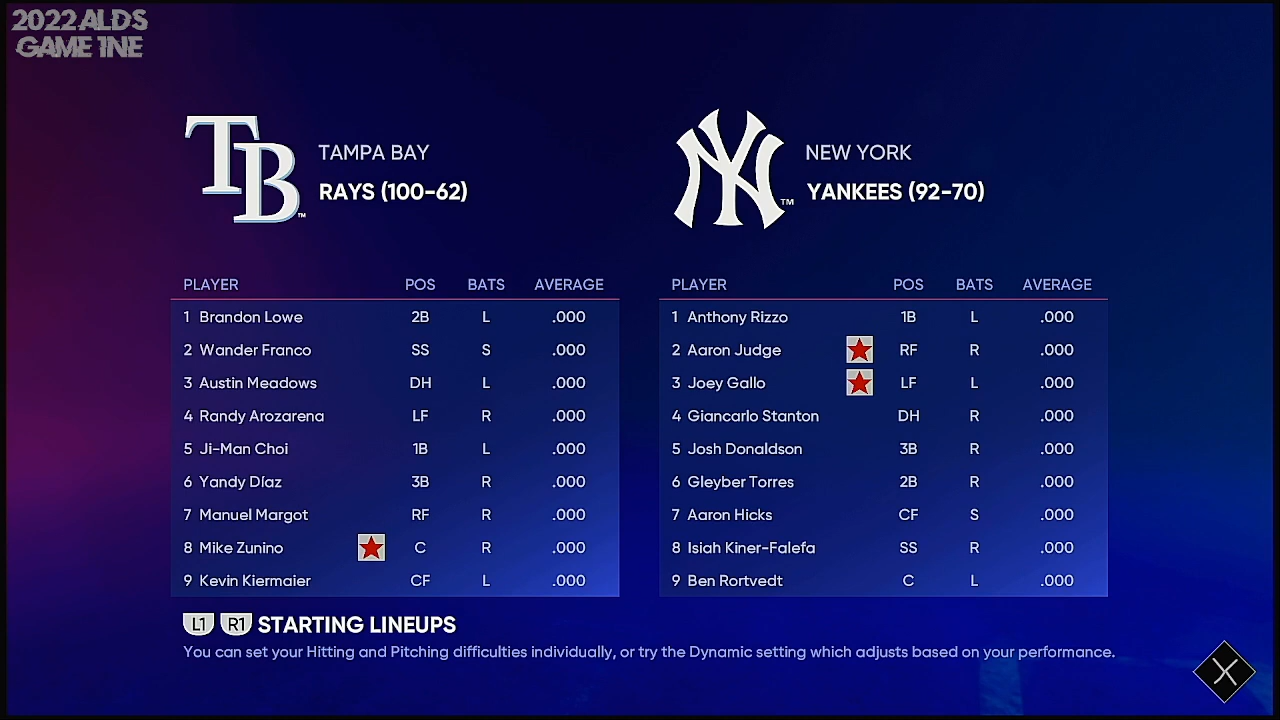 2022 ALDS
GAME 1NE
TB ™
TAMPA BAY
RAYS (100-62)
NY ™
NEW YORK
YANKEES (92-70)
PLAYER POS BATS AVERAGE
1 Brandon Lowe 2B L .000
2 Wander Franco SS S .000
3 Austin Meadows DH L .000
4 Randy Arozarena LF R .000
5 Ji-Man Choi 1B L .000
6 Yandy Díaz 3B R .000
7 Manuel Margot RF R .000
8 Mike Zunino C R .000
9 Kevin Kiermaier CF L .000
PLAYER POS BATS AVERAGE
1 Anthony Rizzo 1B L .000
2 Aaron Judge RF R .000
3 Joey Gallo LF L .000
4 Giancarlo Stanton DH R .000
5 Josh Donaldson 3B R .000
6 Gleyber Torres 2B R .000
7 Aaron Hicks CF S .000
8 Isiah Kiner-Falefa SS R .000
9 Ben Rortvedt C L .000
L1 R1 STARTING LINEUPS
You can set your Hitting and Pitching difficulties individually, or try the Dynamic setting which adjusts based on your performance.